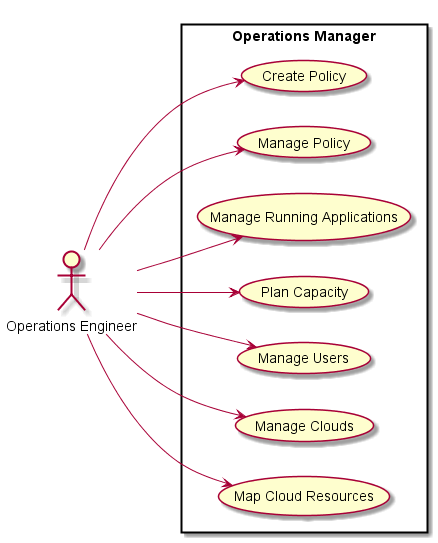 Operations Manager
Create Policy
Manage Policy
Manage Running Applications
Plan Capacity
Operations Engineer
Manage Users
Manage Clouds
Map Cloud Resources